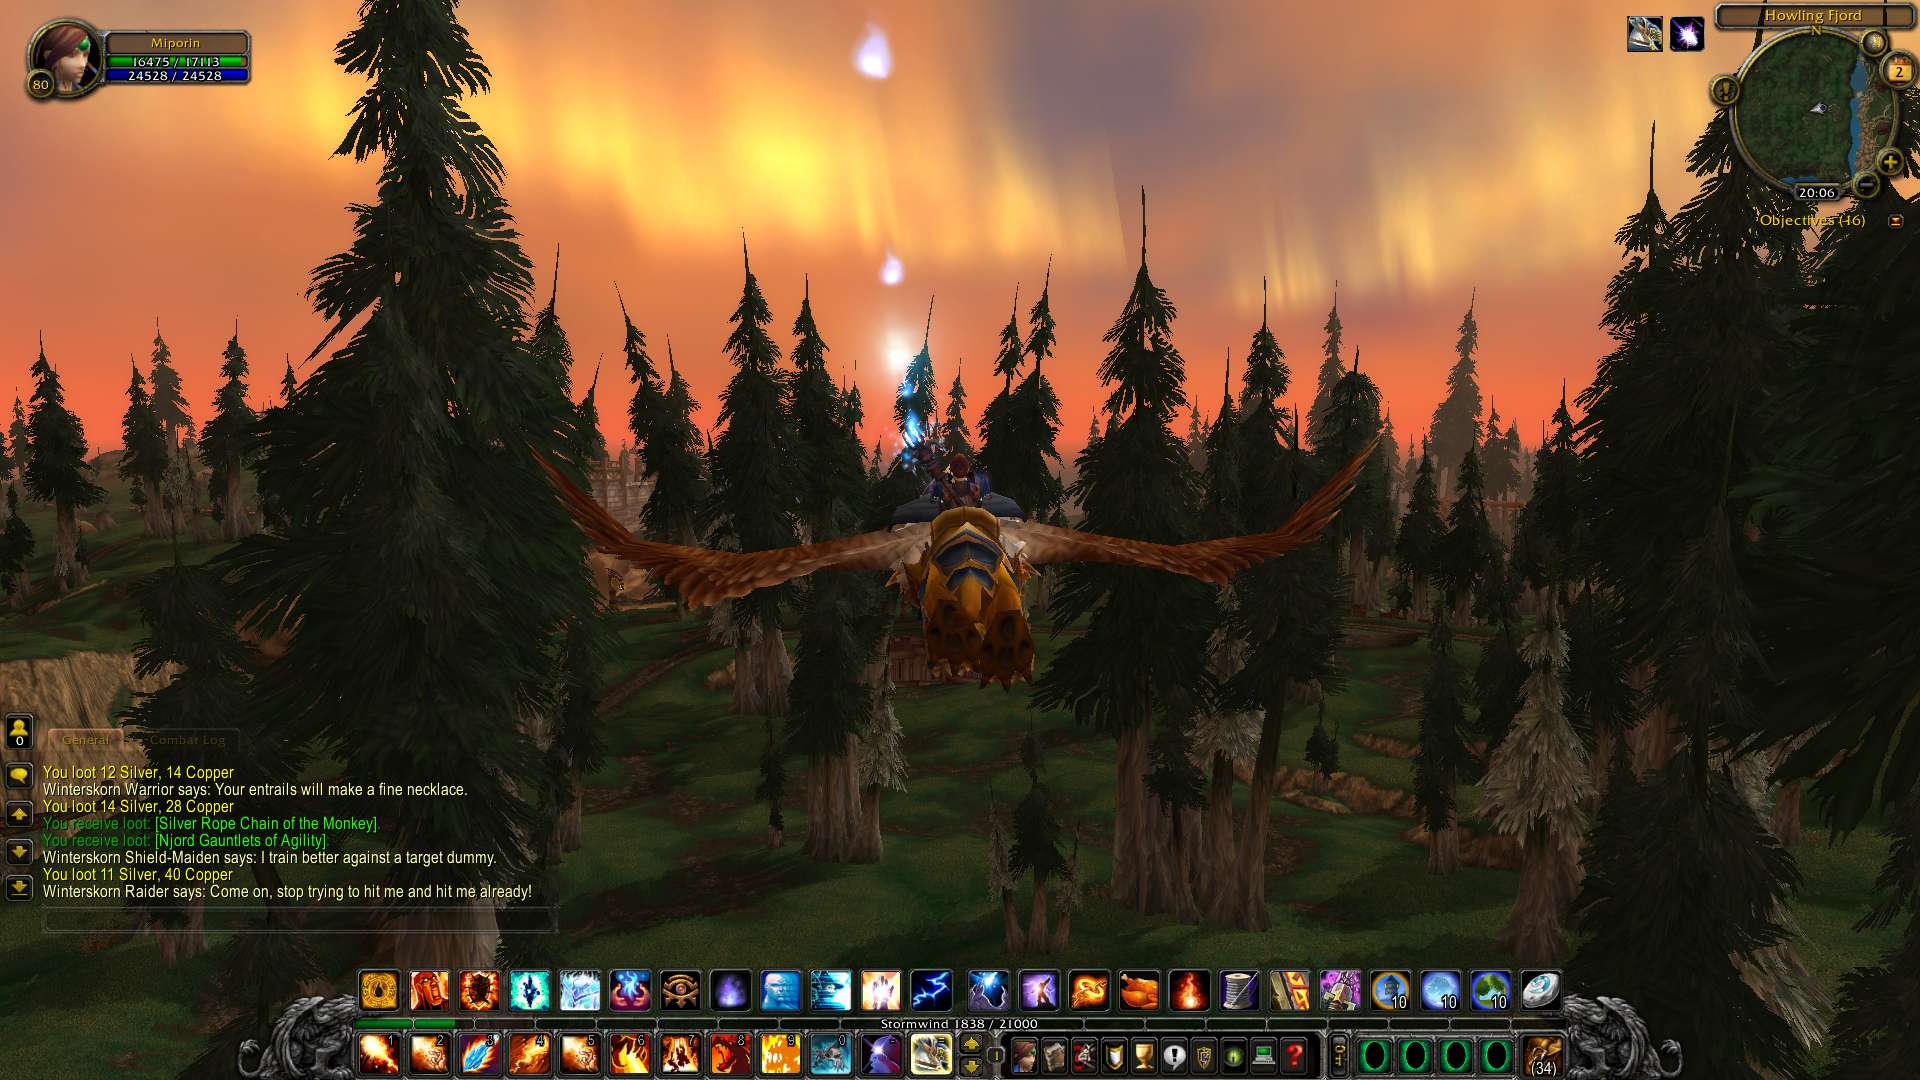 Miporin
16475 / 17113
24528 / 24528
80
Howling Fjord
N
2
20:06
Objectives (16)
0
General
Combat Log
You loot 12 Silver, 14 Copper
Winterskorn Warrior says: Your entrails will make a fine necklace.
You loot 14 Silver, 28 Copper
You receive loot: [Silver Rope Chain of the Monkey].
You receive loot: [Njord Gauntlets of Agility].
Winterskorn Shield-Maiden says: I train better against a target dummy.
You loot 11 Silver, 40 Copper
Winterskorn Raider says: Come on, stop trying to hit me and hit me already!
10
10
10
Stormwind 1838 / 21000
1
2
3
4
5
6
7
8
9
0
-
=
1
(34)